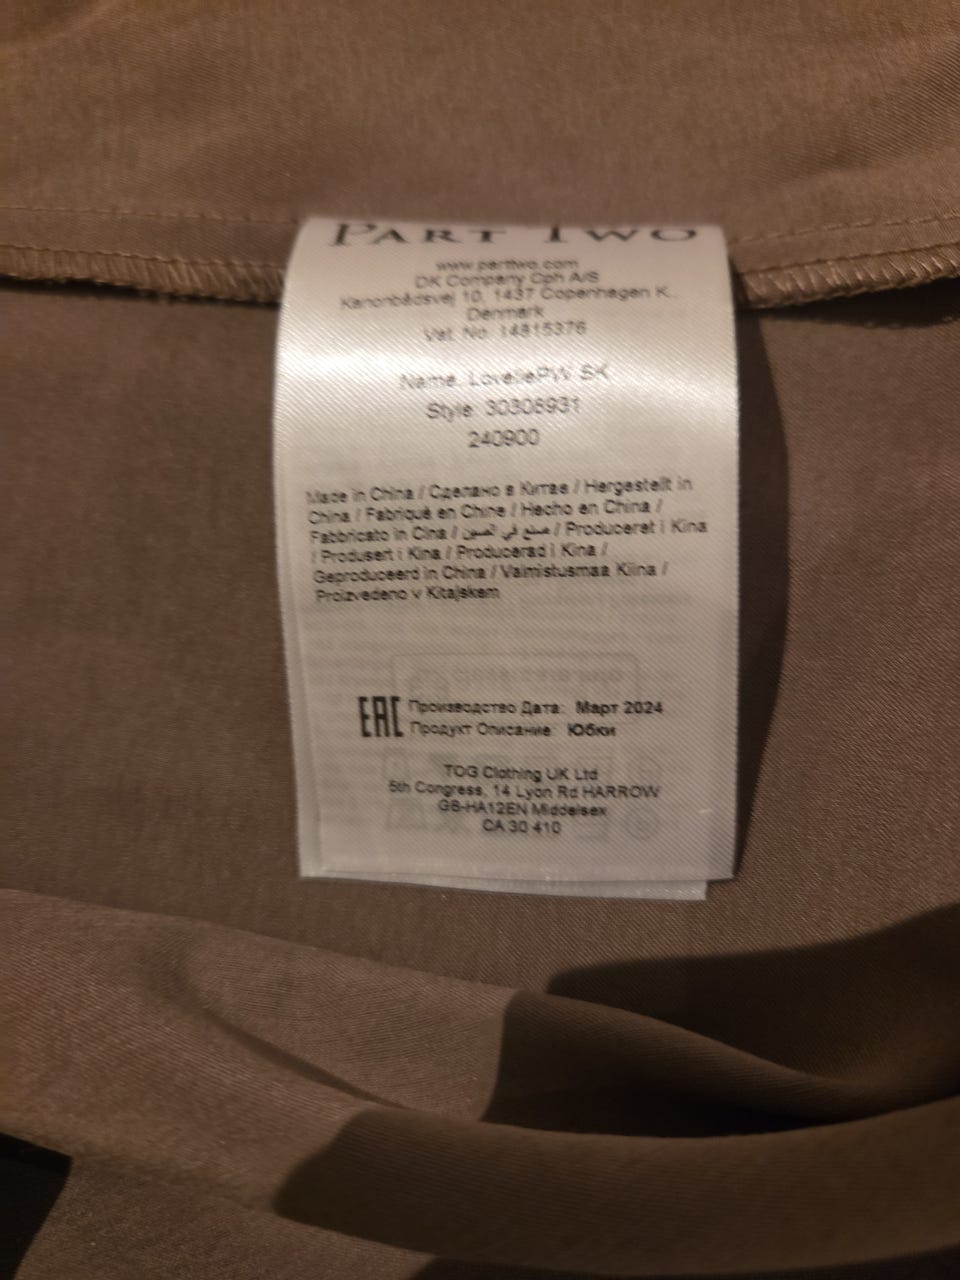 PART TWO
www.parttwo.com
DK Company Cph A/S
Kanonbådsvej 10, 1437 Copenhagen K.,
Denmark
Vat. No. 14815376
Name: LovellePW SK
Style: 30308931
240900
Made in China / Сделано в Китае / Hergestellt in
China / Fabriqué en Chine / Hecho en China /
Fabbricato in Cina / صنع في الصين / Produceret i Kina
/ Produsert i Kina / Producerad i Kina /
Geproduceerd in China / Valmistusmaa Kiina /
Proizvedeno v Kitajskem
EAC Производство Дата: Март 2024
Продукт Описание: Юбки
TOG Clothing UK Ltd
5th Congress, 14 Lyon Rd HARROW
GB-HA12EN Middelsex
CA 30 410